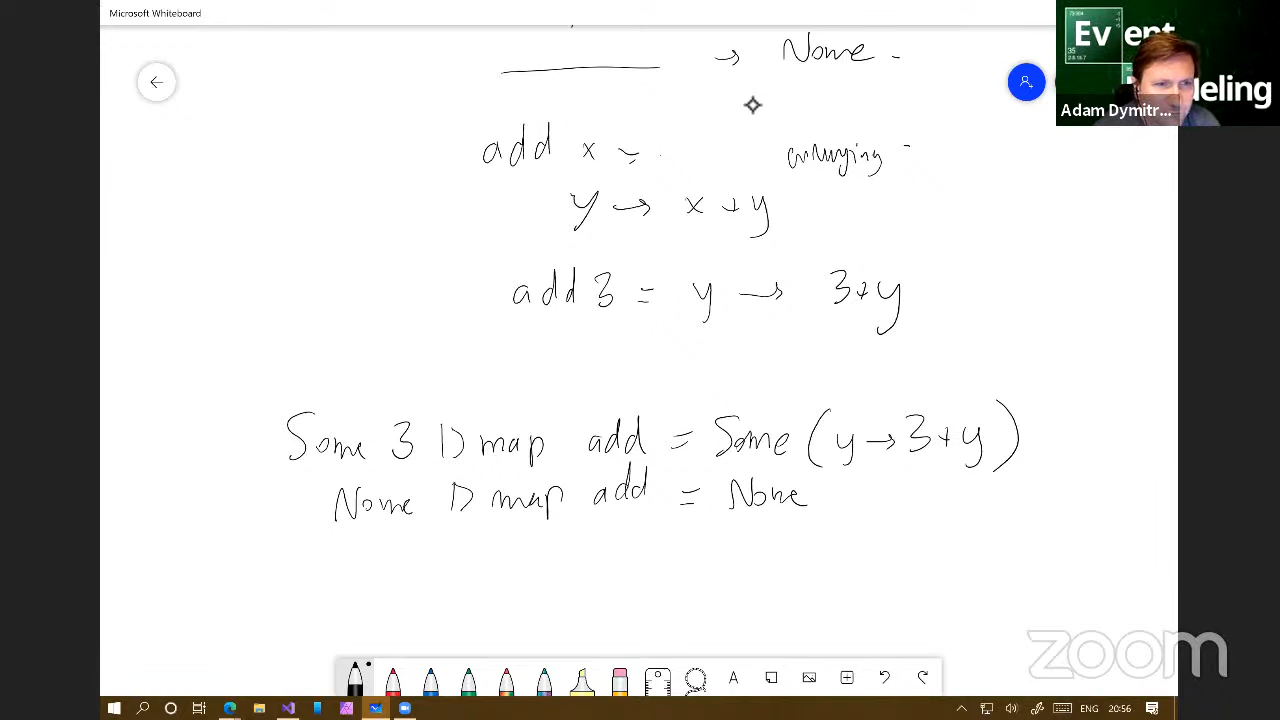 Microsoft Whiteboard
→ None -
Event
Modeling
35
Adam Dymitr...
add x =
y → x + y
add 3 = y → 3+y
Some 3 |> map add = Some (y → 3+y)
None |> map add = None
zoom
A
ENG 20:56